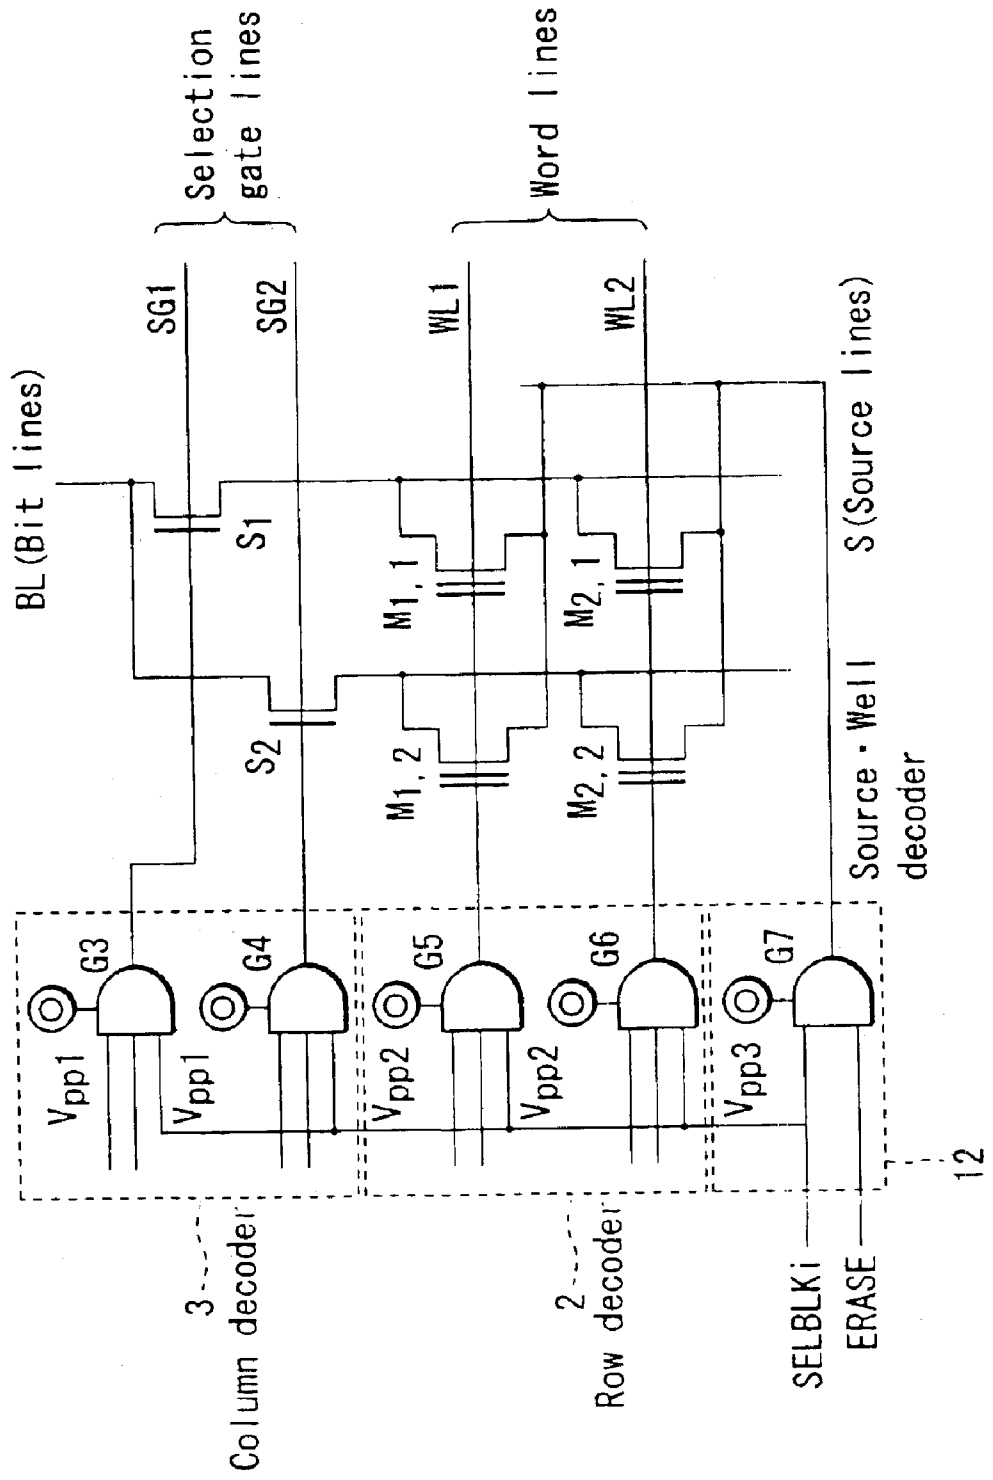 BL(Bit lines)
Selection
gate lines
Word lines
SG1
SG2
WL1
WL2
S1
S2
M1,1
M2,1
M1,2
M2,2
S(Source lines)
Source·Well
decoder
G3
G4
G5
G6
G7
Vpp1
Vpp1
Vpp2
Vpp2
Vpp3
3
Column decoder
2
Row decoder
12
SELBLKi
ERASE